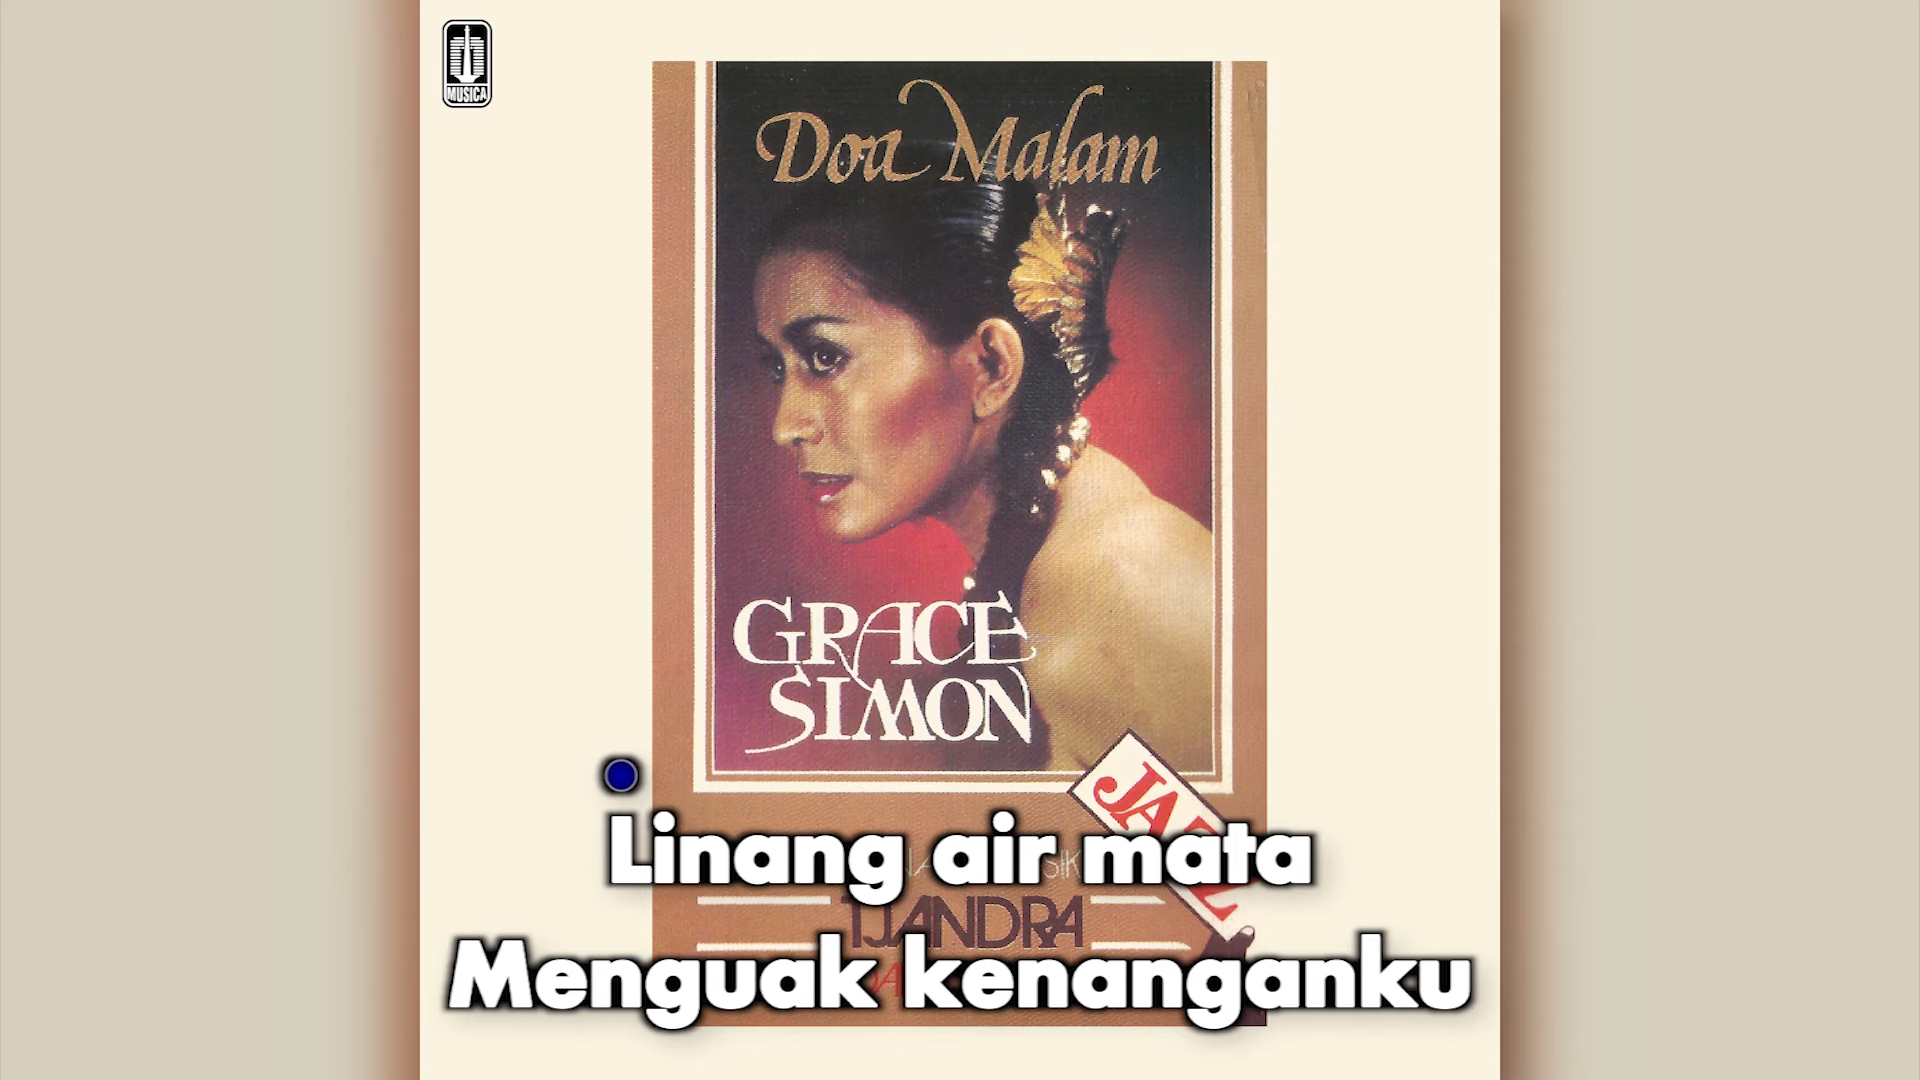 MUSICA
Doa Malam
GRACE
SIMON
JAZZ
Linang air mata
TJANDRA
Menguak kenanganku